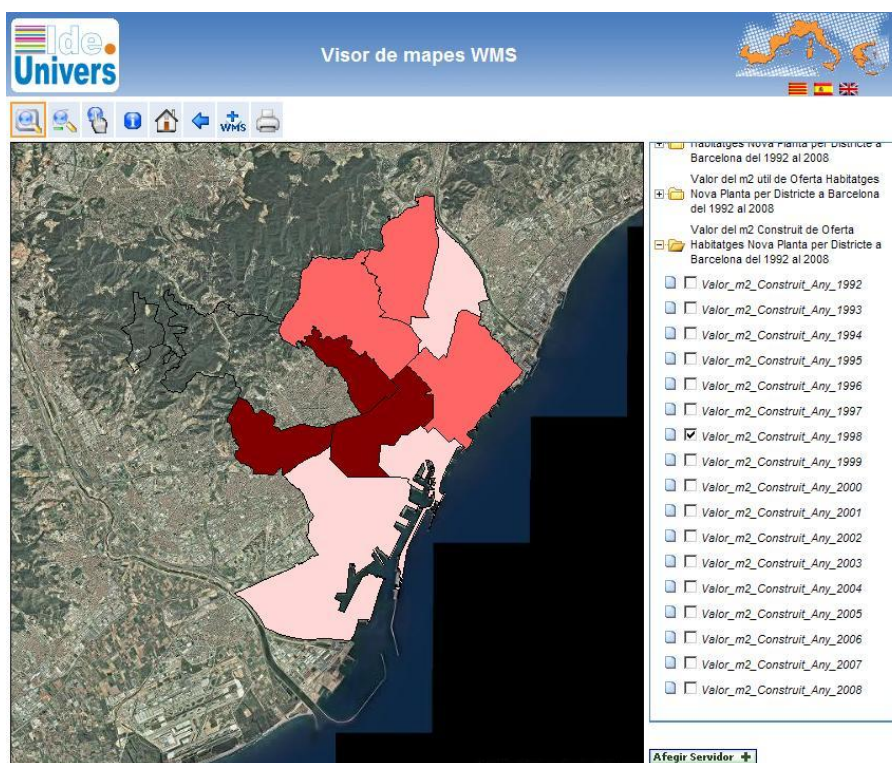 Ide.
Univers
Visor de mapes WMS
WMS
Habitatges Nova Planta per Districte a
Barcelona del 1992 al 2008
Valor del m2 util de Oferta Habitatges
Nova Planta per Districte a Barcelona
del 1992 al 2008
Valor del m2 Construit de Oferta
Habitatges Nova Planta per Districte a
Barcelona del 1992 al 2008
Valor_m2_Construit_Any_1992
Valor_m2_Construit_Any_1993
Valor_m2_Construit_Any_1994
Valor_m2_Construit_Any_1995
Valor_m2_Construit_Any_1996
Valor_m2_Construit_Any_1997
Valor_m2_Construit_Any_1998
Valor_m2_Construit_Any_1999
Valor_m2_Construit_Any_2000
Valor_m2_Construit_Any_2001
Valor_m2_Construit_Any_2002
Valor_m2_Construit_Any_2003
Valor_m2_Construit_Any_2004
Valor_m2_Construit_Any_2005
Valor_m2_Construit_Any_2006
Valor_m2_Construit_Any_2007
Valor_m2_Construit_Any_2008
Afegir Servidor